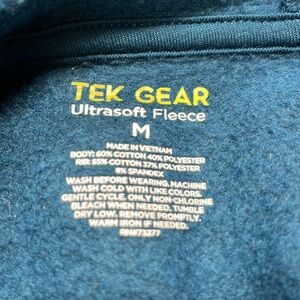 TEK GEAR
Ultrasoft Fleece
M
MADE IN VIETNAM
BODY: 60% COTTON 40% POLYESTER
RIB: 55% COTTON 37% POLYESTER
8% SPANDEX
WASH BEFORE WEARING. MACHINE
WASH COLD WITH LIKE COLORS.
GENTLE CYCLE. ONLY NON-CHLORINE
BLEACH WHEN NEEDED. TUMBLE
DRY LOW. REMOVE PROMPTLY.
WARM IRON IF NEEDED.
RN#73277